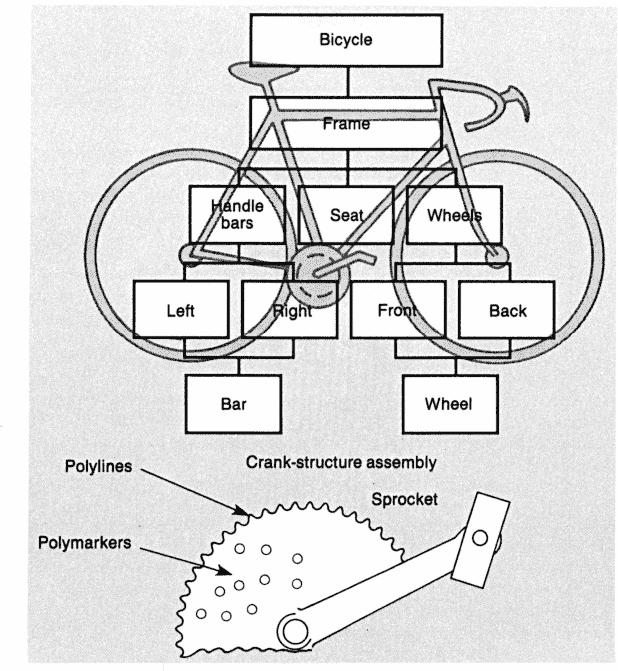 Bicycle
Frame
Handle
bars
Seat
Wheels
Left
Right
Front
Back
Bar
Wheel
Crank-structure assembly
Polylines
Sprocket
Polymarkers